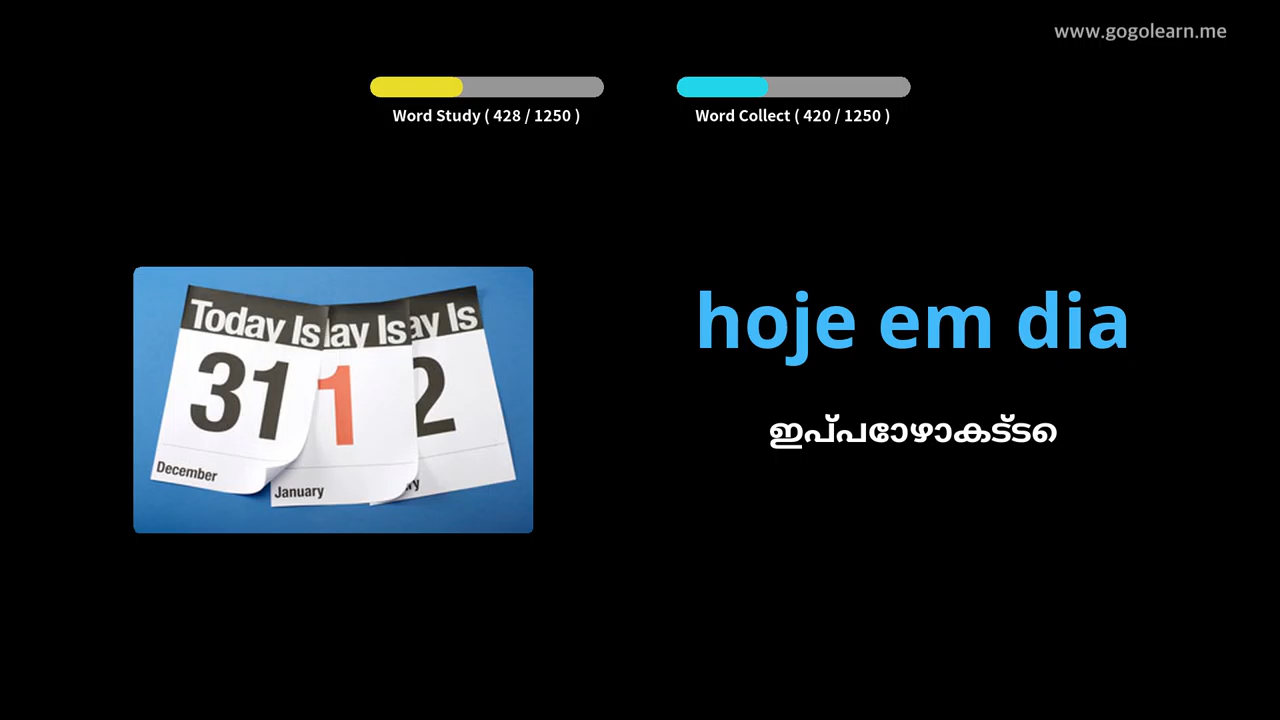 www.gogolearn.me
Word Study ( 428 / 1250 )
Word Collect ( 420 / 1250 )
Today Is
ay Is
ay Is
31
1
2
December
January
ry
hoje em dia
ഇപ്പോഴാകട്ടെ